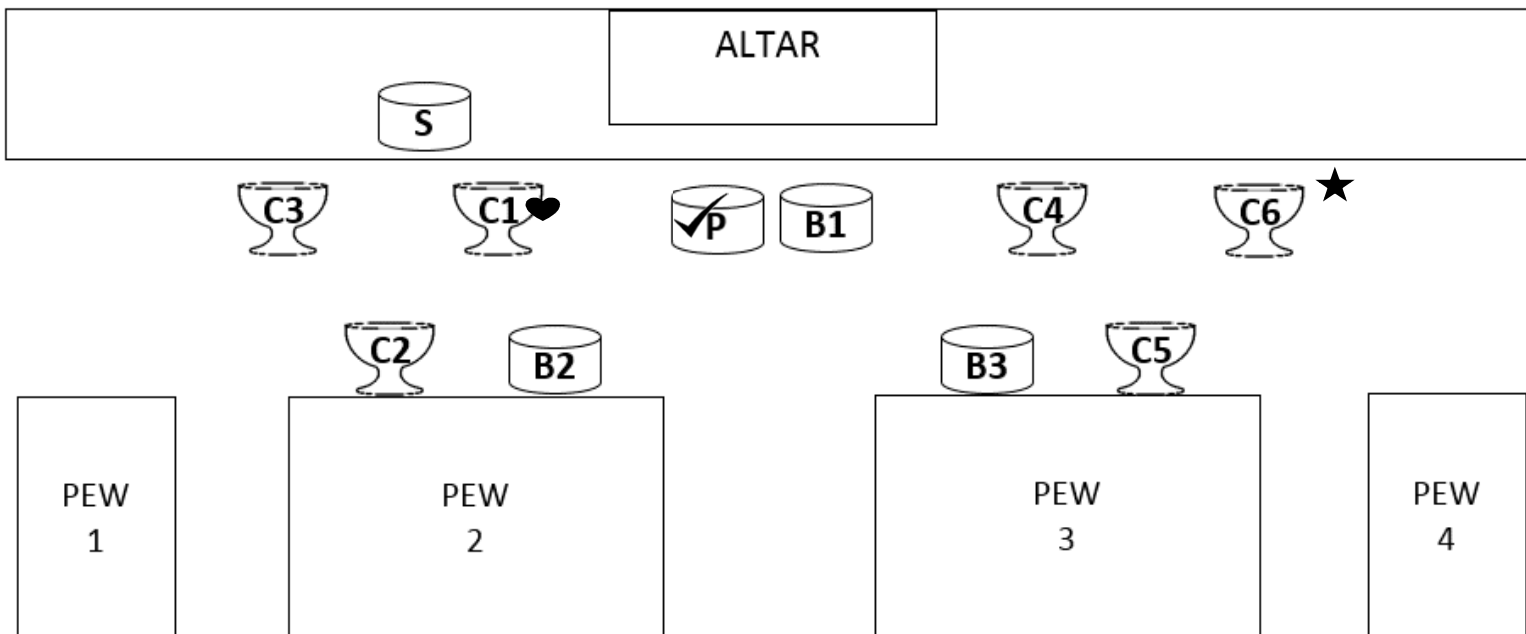 ALTAR
S
C3 C1 P B1 C4 C6
C2 B2 B3 C5
PEW
1
PEW
2
PEW
3
PEW
4